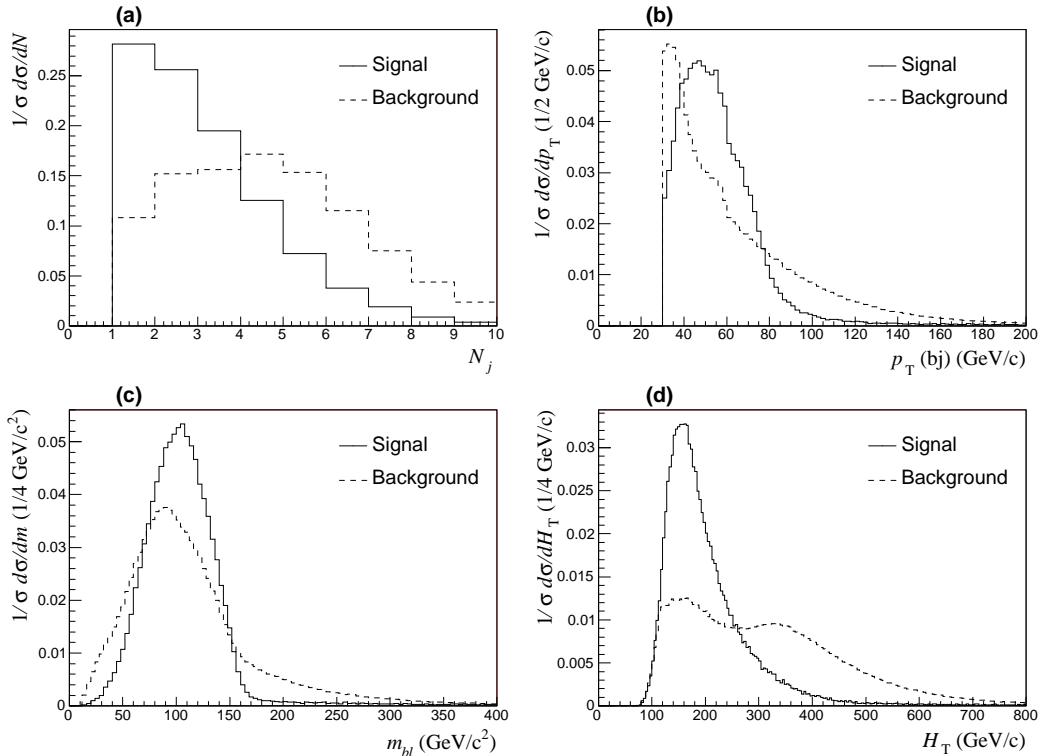 (a)
1/σ dσ/dN
0.25
0.2
0.15
0.1
0.05
0
Signal
Background
0 1 2 3 4 5 6 7 8 9 10
N_j
(b)
1/σ dσ/dp_T (1/2 GeV/c)
0.05
0.04
0.03
0.02
0.01
0
Signal
Background
0 20 40 60 80 100 120 140 160 180 200
p_T (bj) (GeV/c)
(c)
1/σ dσ/dm (1/4 GeV/c²)
0.05
0.04
0.03
0.02
0.01
0
Signal
Background
0 50 100 150 200 250 300 350 400
m_bl (GeV/c²)
(d)
1/σ dσ/dH_T (1/4 GeV/c)
0.03
0.025
0.02
0.015
0.01
0.005
0
Signal
Background
0 100 200 300 400 500 600 700 800
H_T (GeV/c)